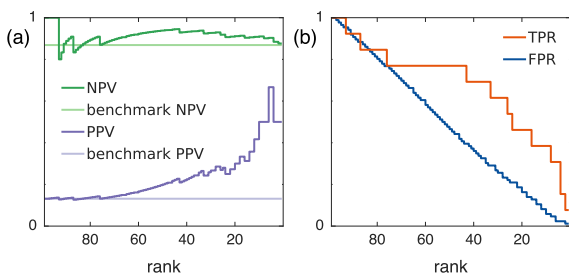 (a)
1
NPV
benchmark NPV
PPV
benchmark PPV
0
80 60 40 20
rank
(b)
1
TPR
FPR
0
80 60 40 20
rank